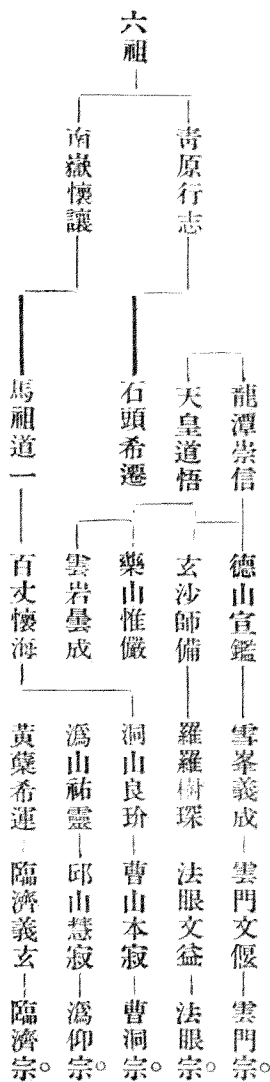 六祖
青原行志
南嶽懷讓
龍潭崇信
天皇道悟
石頭希遷
馬祖道一
德山宣鑑
玄沙師備
藥山惟儼
雲岩曇成
百丈懷海
雪峯義成
羅羅樹琛
洞山良玠
潙山祐靈
黃蘗希運
雲門文偃
法眼文益
曹山本寂
邱山慧寂
臨濟義玄
雲門宗。
法眼宗。
曹洞宗。
潙仰宗。
臨濟宗。